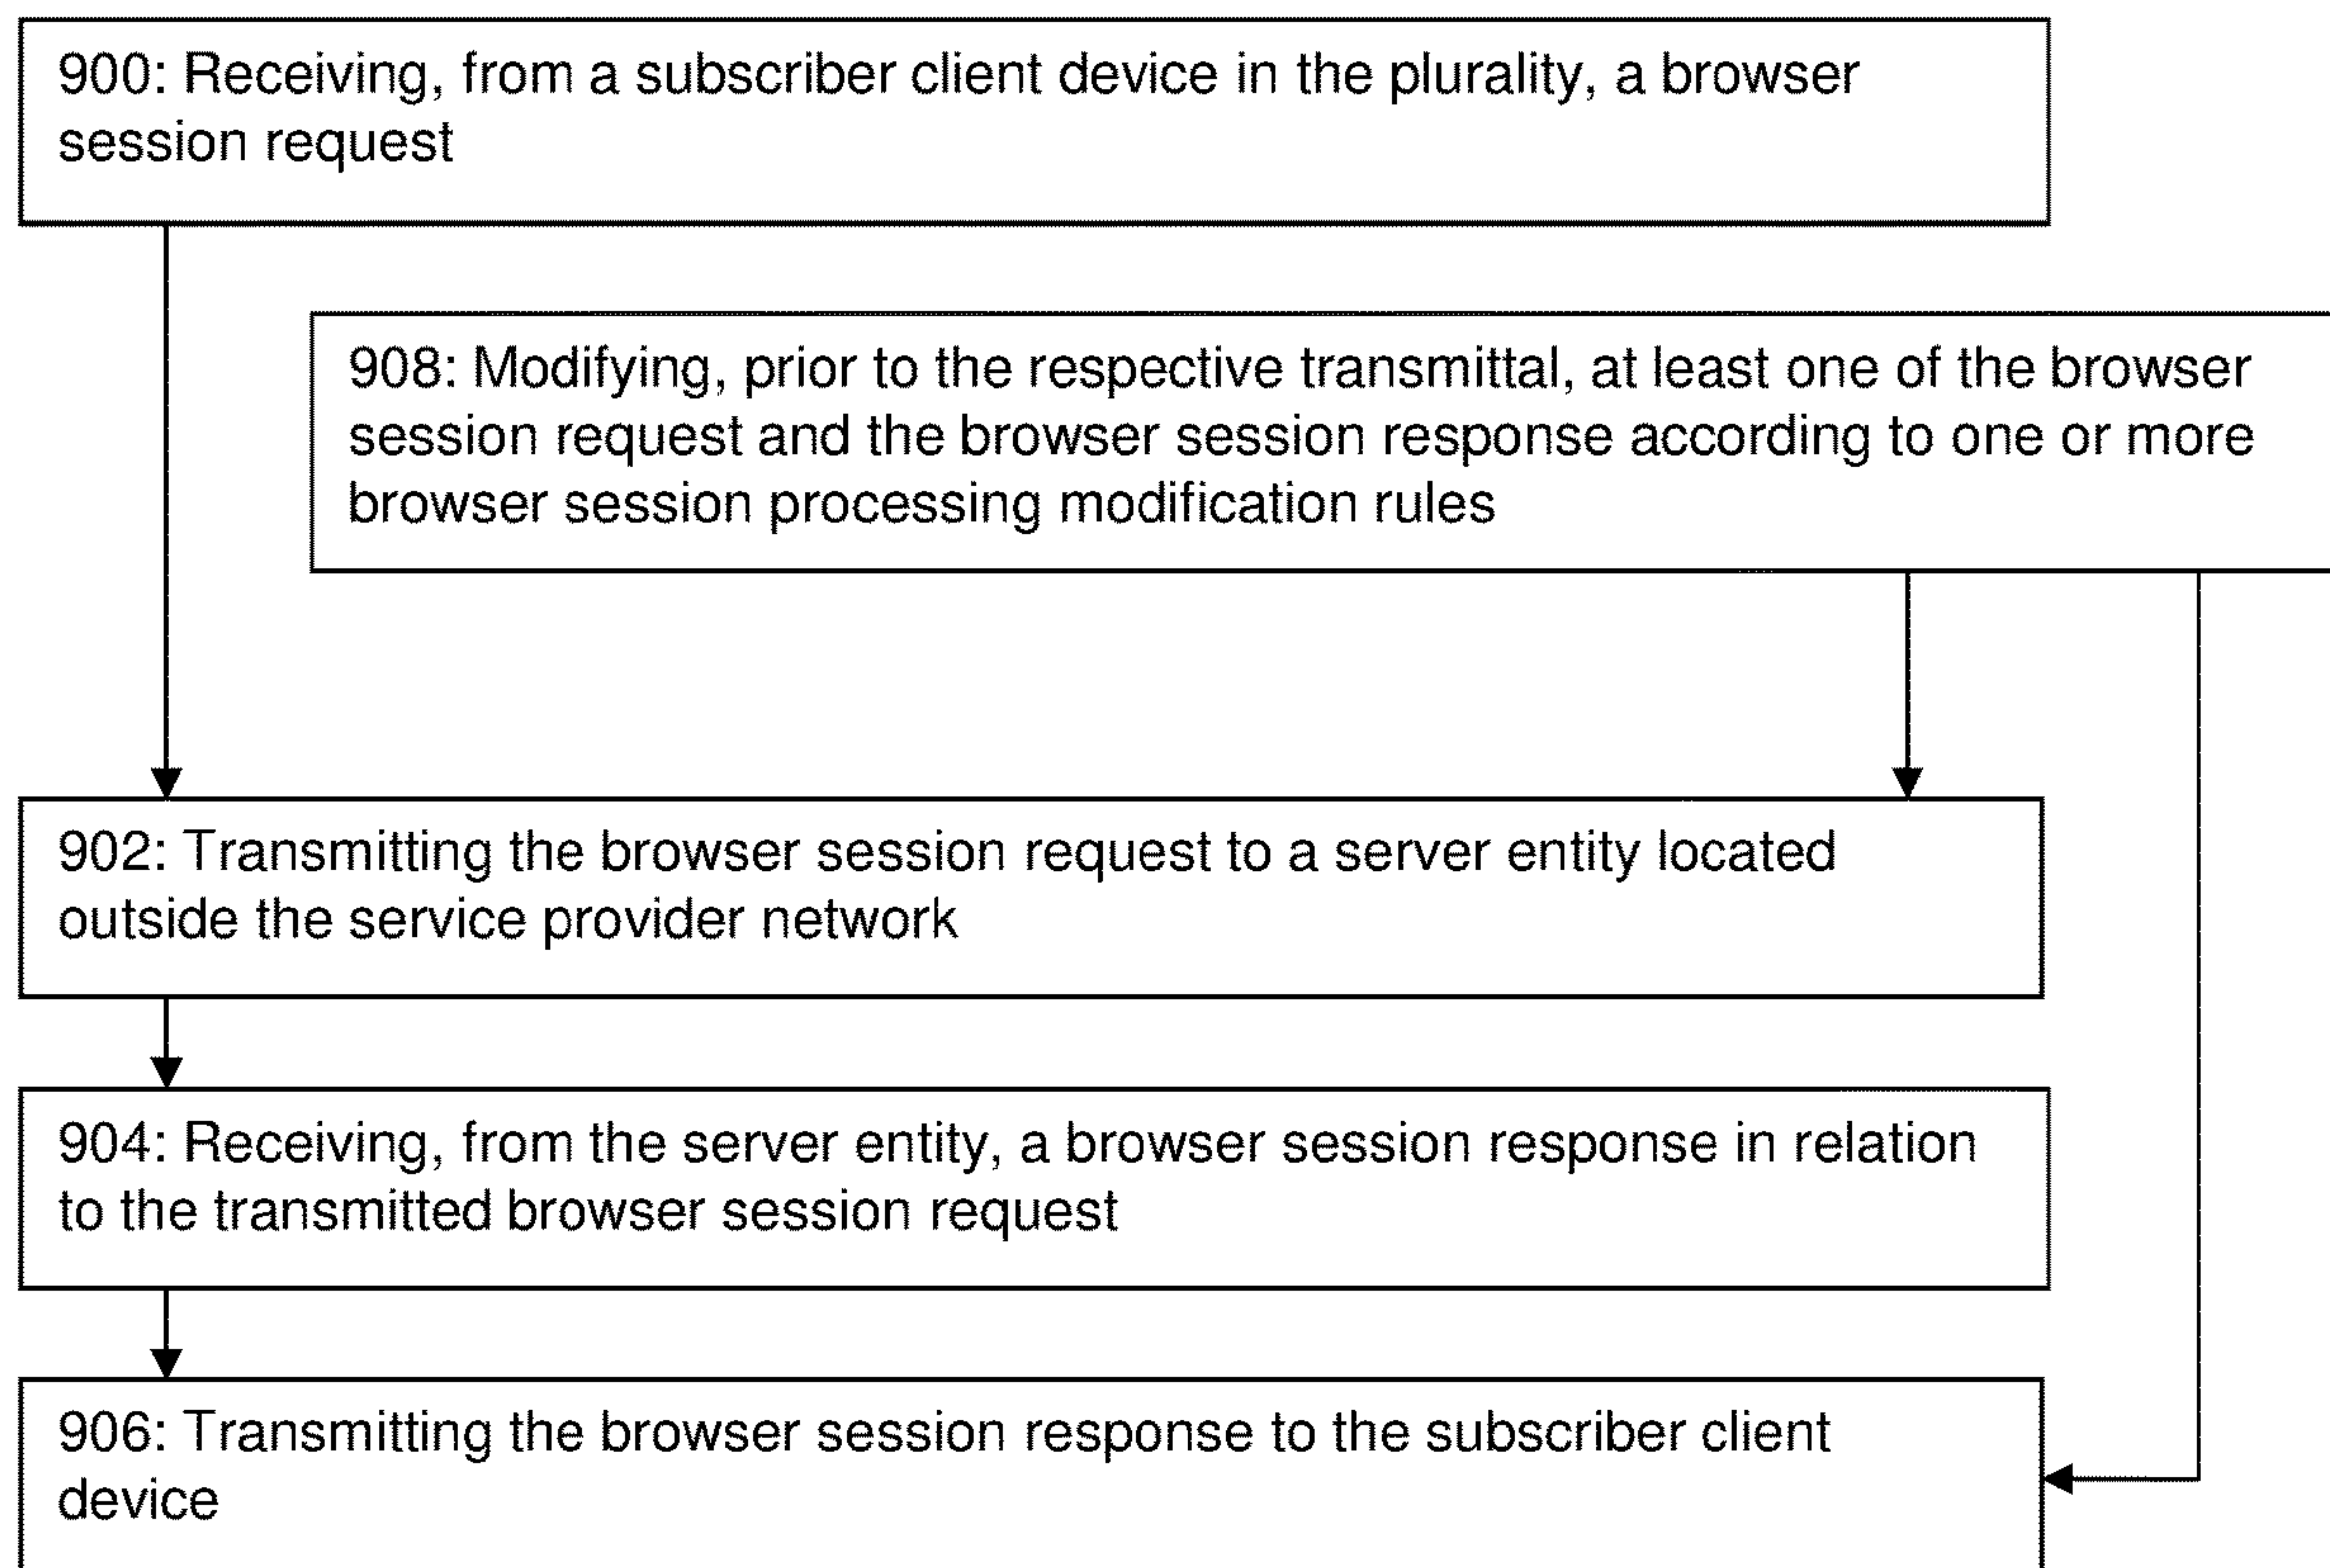 900: Receiving, from a subscriber client device in the plurality, a browser
session request
908: Modifying, prior to the respective transmittal, at least one of the browser
session request and the browser session response according to one or more
browser session processing modification rules
902: Transmitting the browser session request to a server entity located
outside the service provider network
904: Receiving, from the server entity, a browser session response in relation
to the transmitted browser session request
906: Transmitting the browser session response to the subscriber client
device